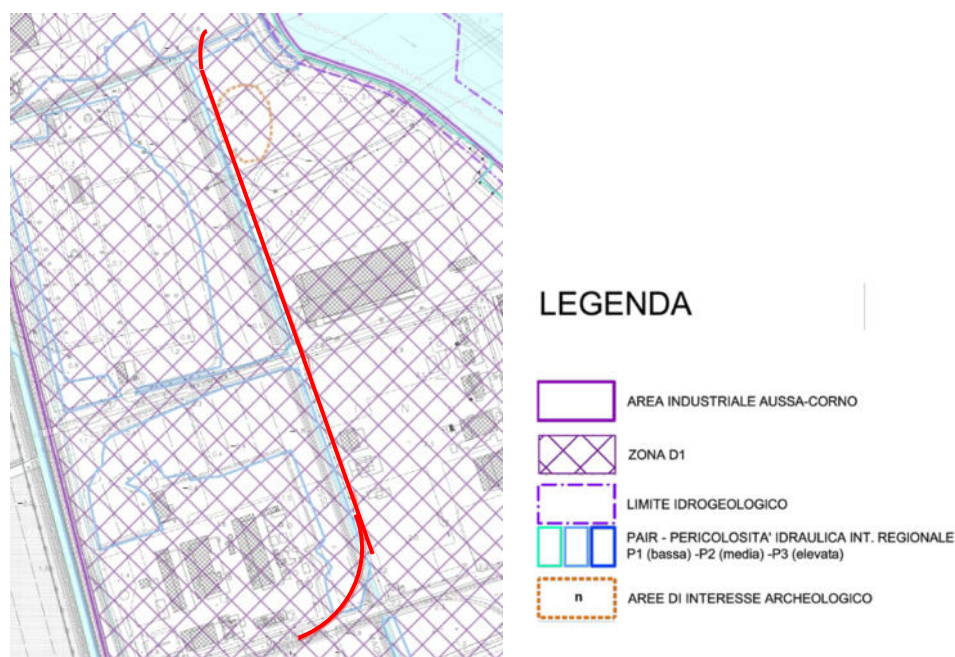 LEGENDA
AREA INDUSTRIALE AUSSA-CORNO
ZONA D1
LIMITE IDROGEOLOGICO
PAIR - PERICOLOSITA' IDRAULICA INT. REGIONALE
P1 (bassa) -P2 (media) -P3 (elevata)
n
AREE DI INTERESSE ARCHEOLOGICO